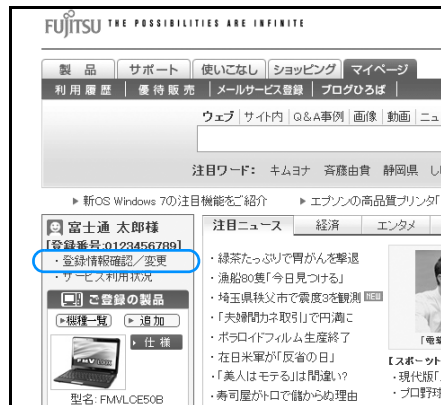 FUJITSU THE POSSIBILITIES ARE INFINITE
製品 サポート 使いこなし ショッピング マイページ
利用履歴 優待販売 メールサービス登録 ブログひろば
ウェブ サイト内 Q&A事例 画像 動画 ニュ
注目ワード: キムヨナ 斉藤由貴 静岡県
▶ 新OS Windows 7の注目機能をご紹介 ▶ エプソンの高品質プリンタ「
富士通 太郎様
[登録番号:0123456789]
・登録情報確認/変更
・サービス利用状況
ご登録の製品
▶機種一覧 ▶追加
▶仕様
型名: FMVLCE50B
注目ニュース 経済 エンタメ
・緑茶たっぷりで胃がんを撃退
・漁船80隻「今日見つける」
・埼玉県秩父市で震度3を観測 NEW
・「夫婦間カネ取引」で円満に
・ポラロイドフィルム生産終了
・在日米軍が「反省の日」
・「美人はモテる」は間違い?
・寿司屋がトロで儲からぬ理由
【スポーツト
・現代版「
・プロ野球